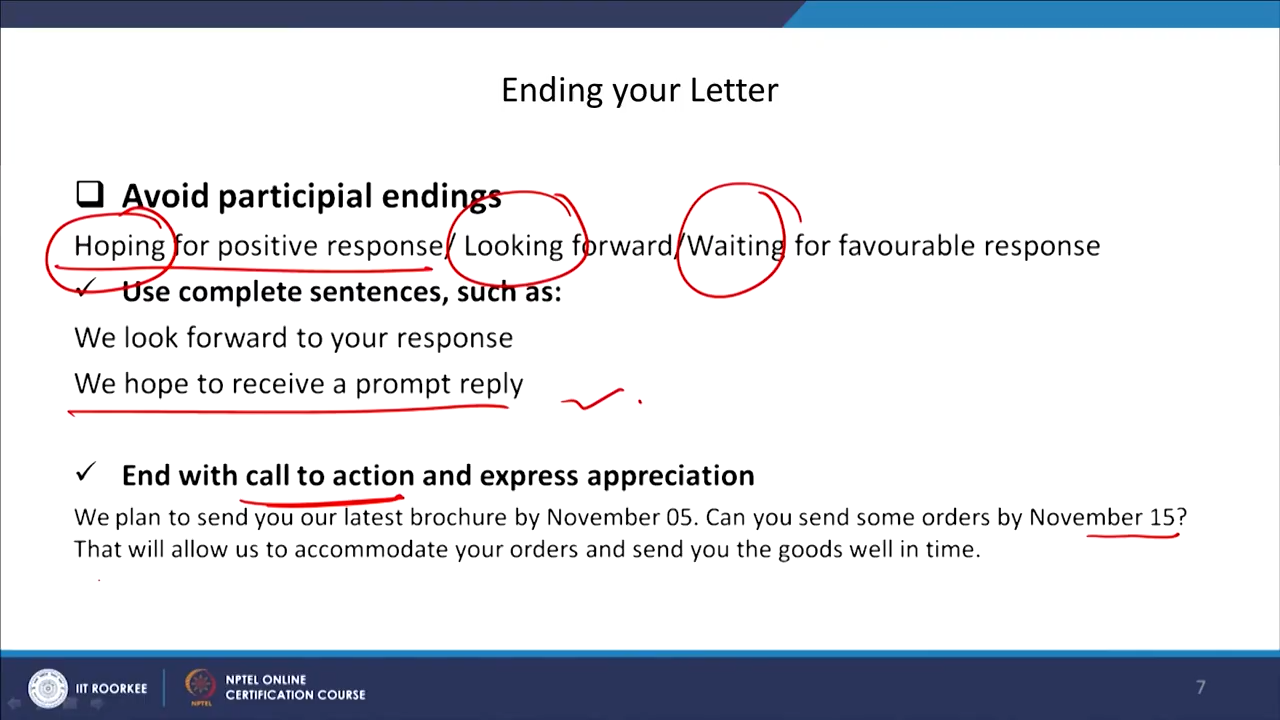 Ending your Letter
❑ Avoid participial endings
Hoping for positive response/ Looking forward/Waiting for favourable response
✓ Use complete sentences, such as:
We look forward to your response
We hope to receive a prompt reply
✓ End with call to action and express appreciation
We plan to send you our latest brochure by November 05. Can you send some orders by November 15?
That will allow us to accommodate your orders and send you the goods well in time.
IIT ROORKEE
NPTEL
NPTEL ONLINE
CERTIFICATION COURSE
7